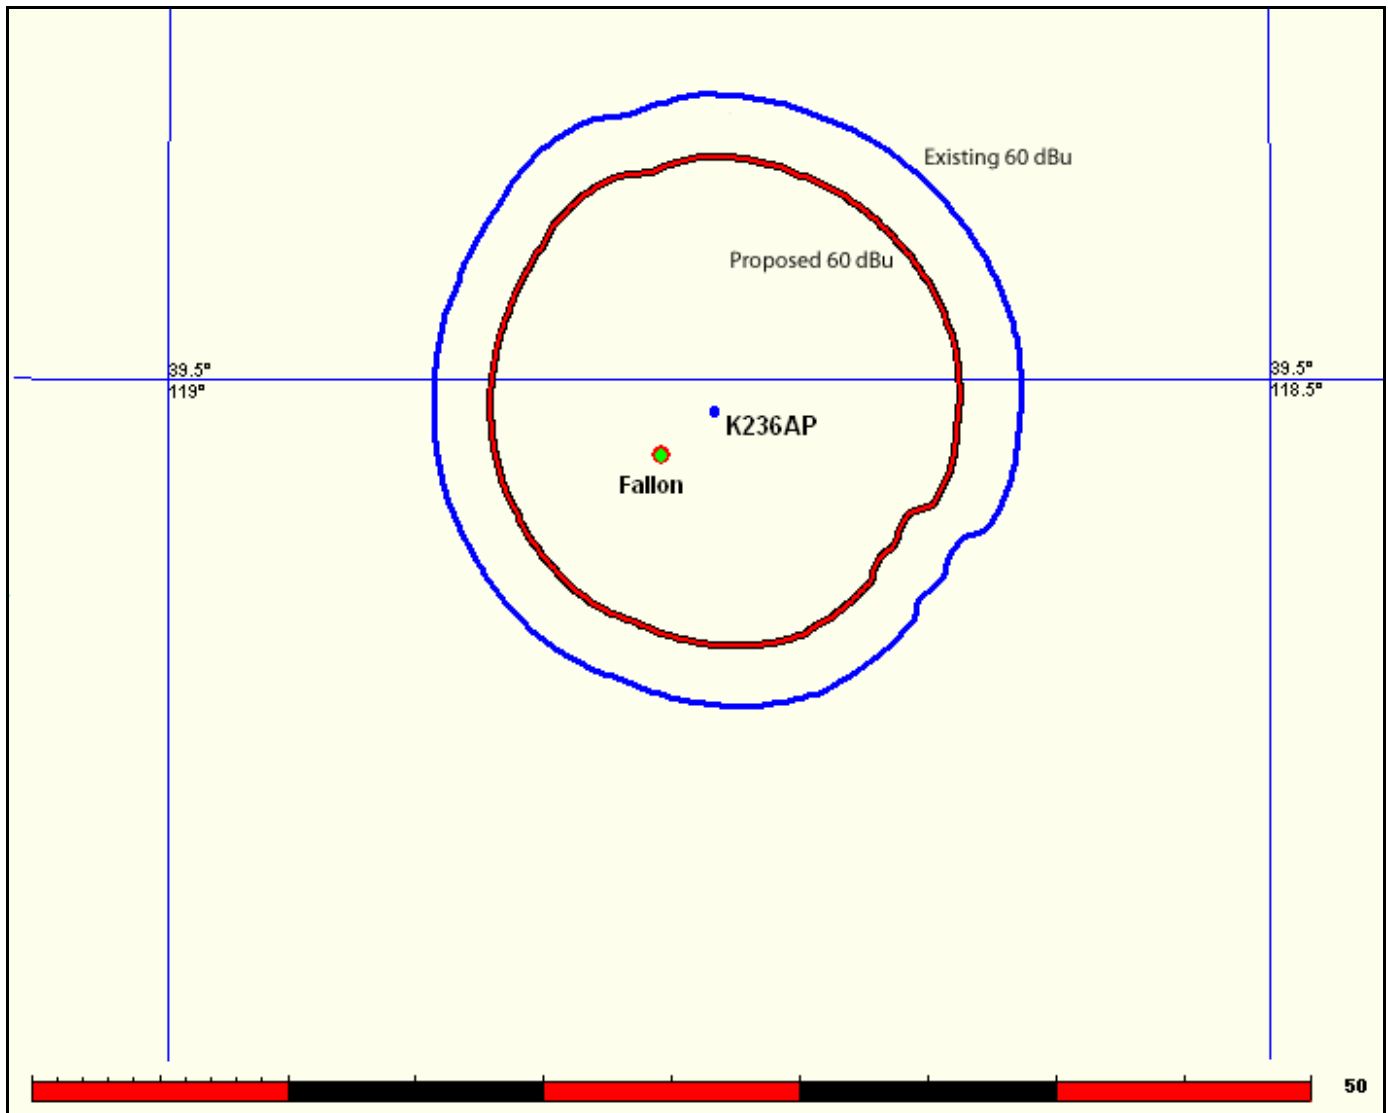 Existing 60 dBu
Proposed 60 dBu
39.5°
119°
39.5°
118.5°
K236AP
Fallon
50